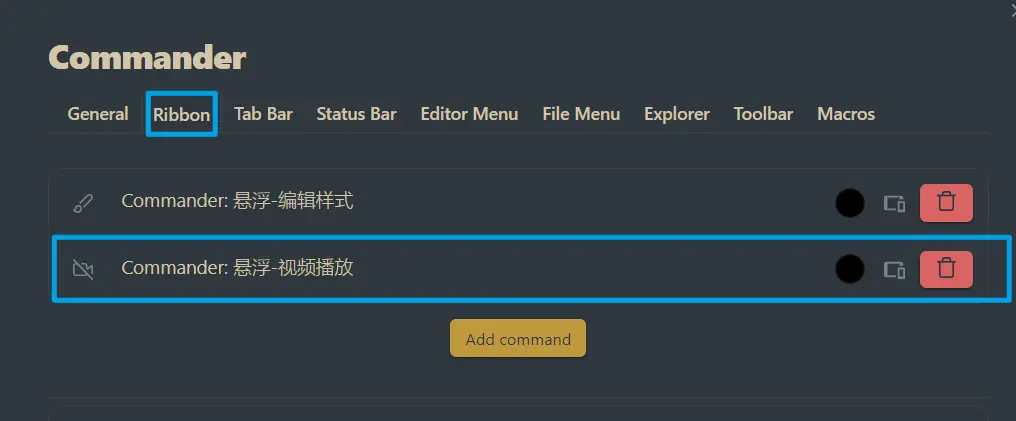 Commander
General Ribbon Tab Bar Status Bar Editor Menu File Menu Explorer Toolbar Macros
Commander: 悬浮-编辑样式
Commander: 悬浮-视频播放
Add command